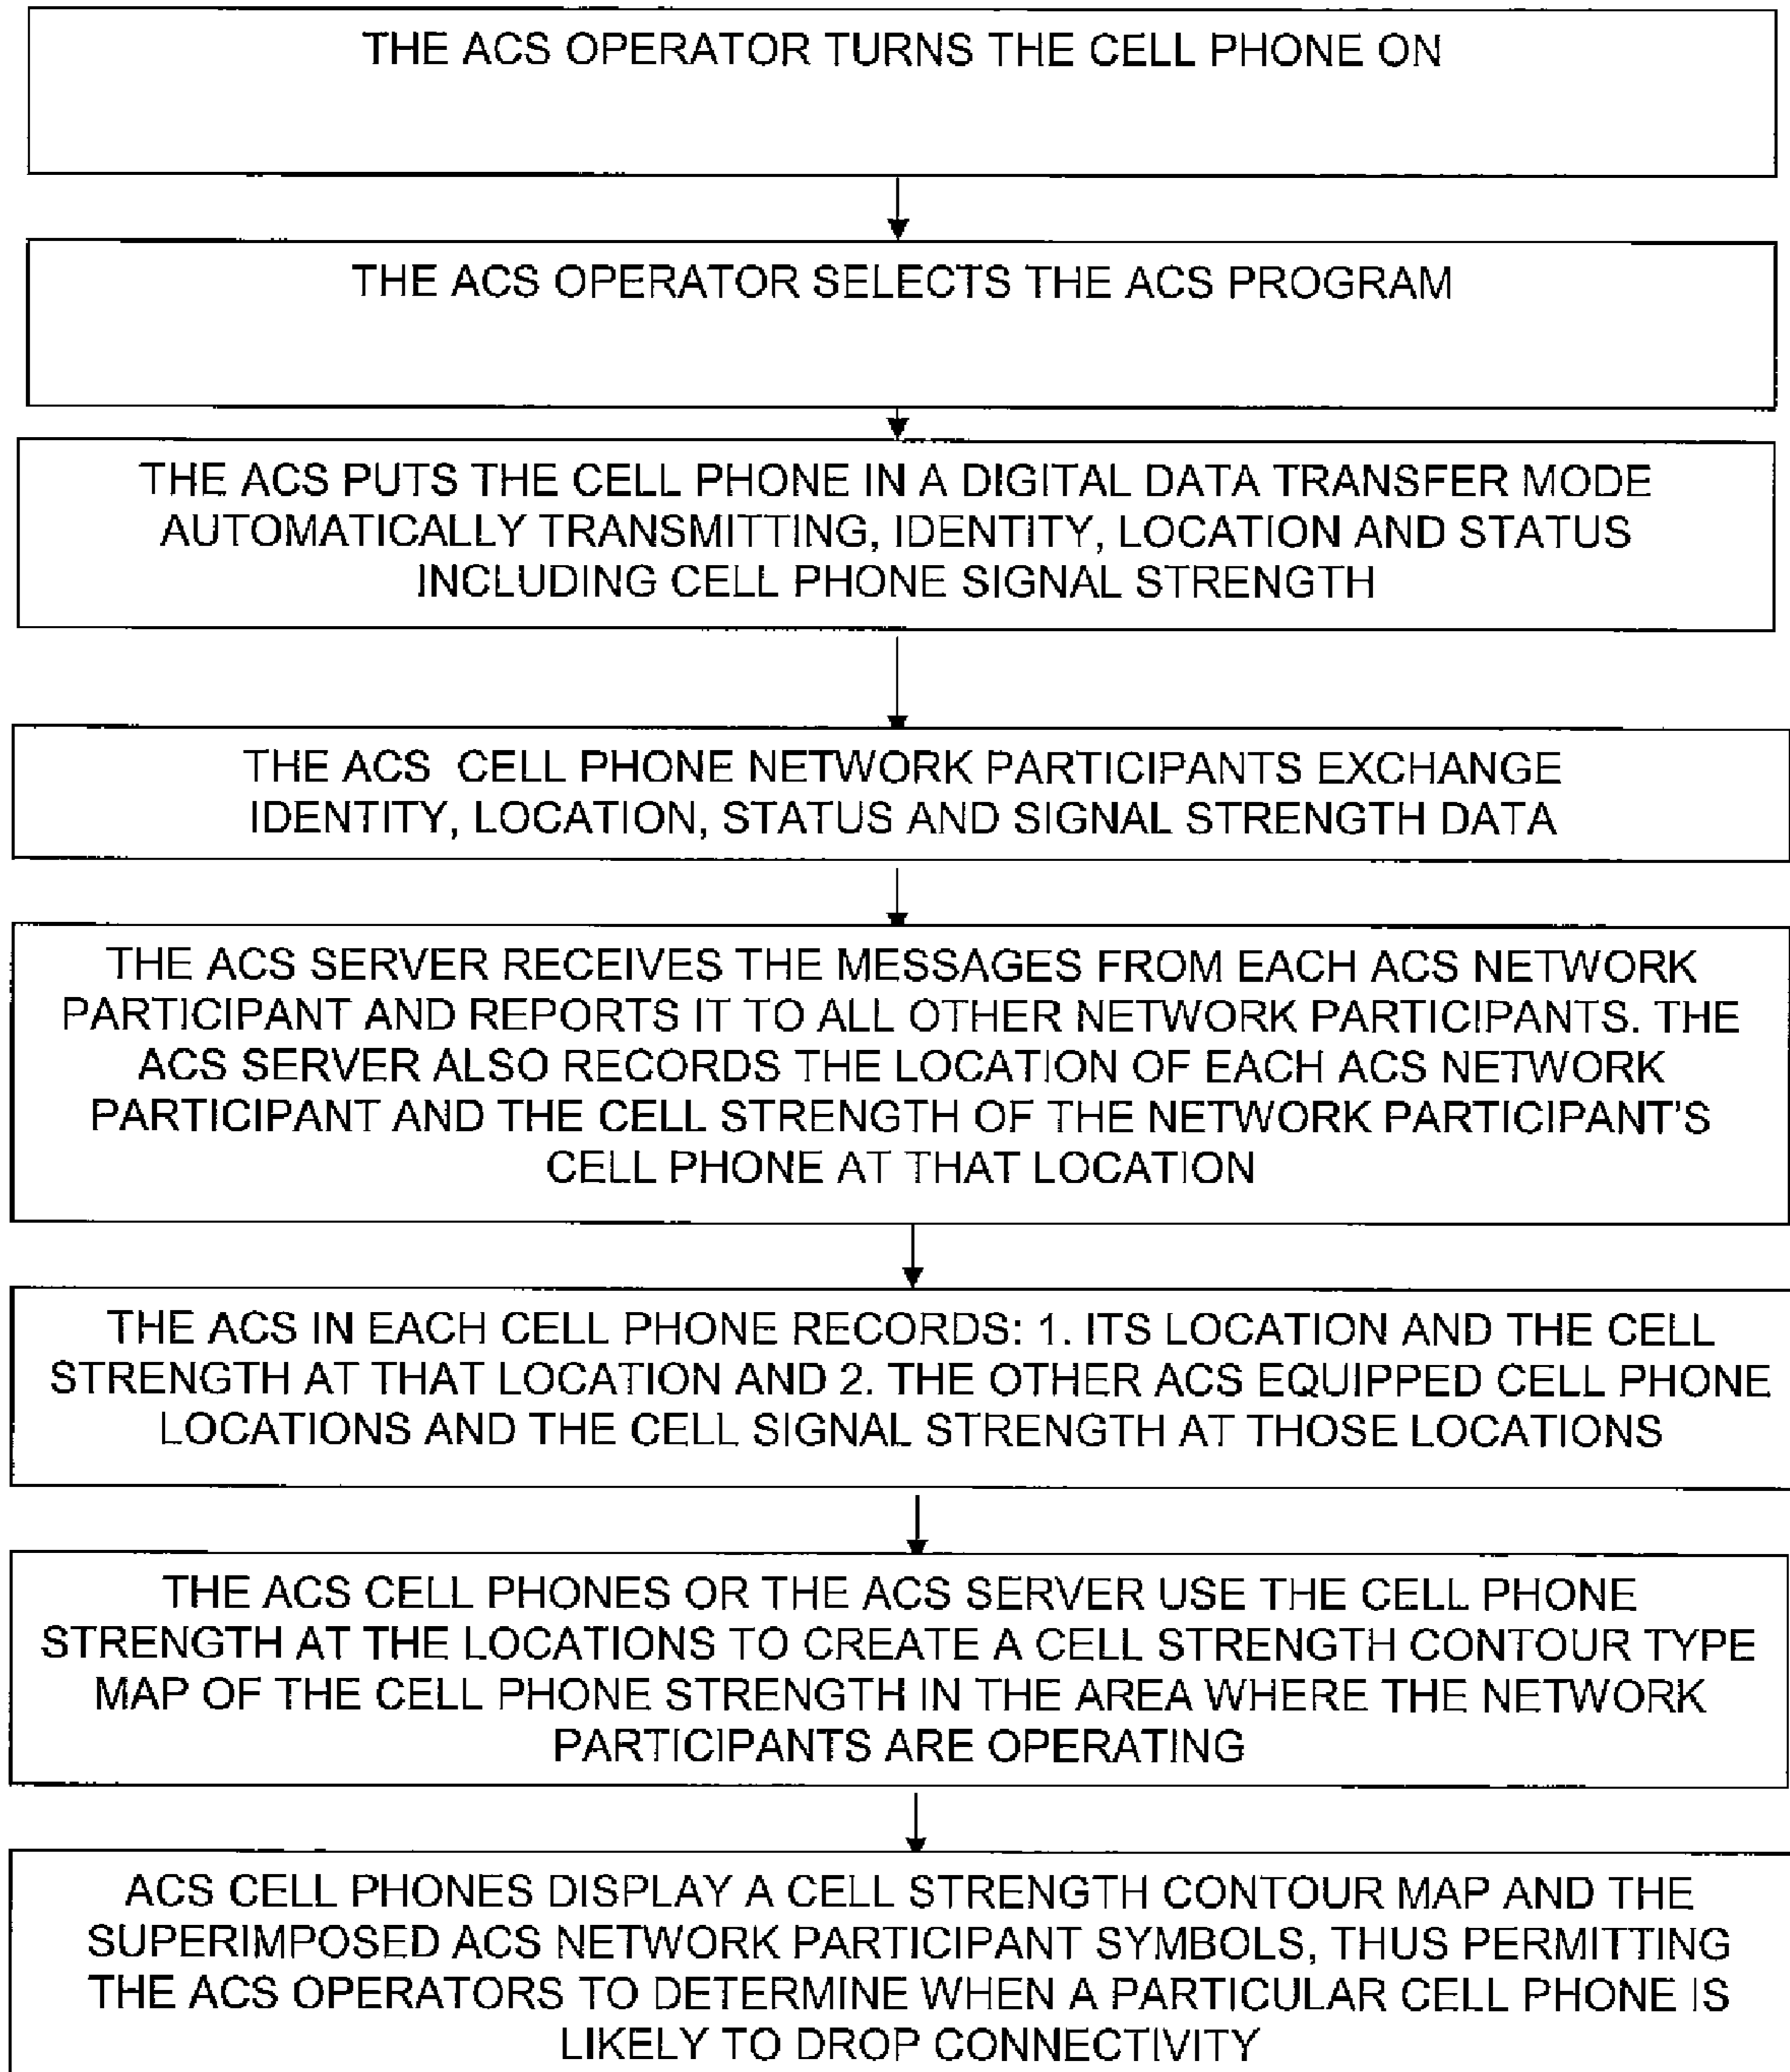 THE ACS OPERATOR TURNS THE CELL PHONE ON
THE ACS OPERATOR SELECTS THE ACS PROGRAM
THE ACS PUTS THE CELL PHONE IN A DIGITAL DATA TRANSFER MODE
AUTOMATICALLY TRANSMITTING, IDENTITY, LOCATION AND STATUS
INCLUDING CELL PHONE SIGNAL STRENGTH
THE ACS CELL PHONE NETWORK PARTICIPANTS EXCHANGE
IDENTITY, LOCATION, STATUS AND SIGNAL STRENGTH DATA
THE ACS SERVER RECEIVES THE MESSAGES FROM EACH ACS NETWORK
PARTICIPANT AND REPORTS IT TO ALL OTHER NETWORK PARTICIPANTS. THE
ACS SERVER ALSO RECORDS THE LOCATION OF EACH ACS NETWORK
PARTICIPANT AND THE CELL STRENGTH OF THE NETWORK PARTICIPANT'S
CELL PHONE AT THAT LOCATION
THE ACS IN EACH CELL PHONE RECORDS: 1. ITS LOCATION AND THE CELL
STRENGTH AT THAT LOCATION AND 2. THE OTHER ACS EQUIPPED CELL PHONE
LOCATIONS AND THE CELL SIGNAL STRENGTH AT THOSE LOCATIONS
THE ACS CELL PHONES OR THE ACS SERVER USE THE CELL PHONE
STRENGTH AT THE LOCATIONS TO CREATE A CELL STRENGTH CONTOUR TYPE
MAP OF THE CELL PHONE STRENGTH IN THE AREA WHERE THE NETWORK
PARTICIPANTS ARE OPERATING
ACS CELL PHONES DISPLAY A CELL STRENGTH CONTOUR MAP AND THE
SUPERIMPOSED ACS NETWORK PARTICIPANT SYMBOLS, THUS PERMITTING
THE ACS OPERATORS TO DETERMINE WHEN A PARTICULAR CELL PHONE IS
LIKELY TO DROP CONNECTIVITY